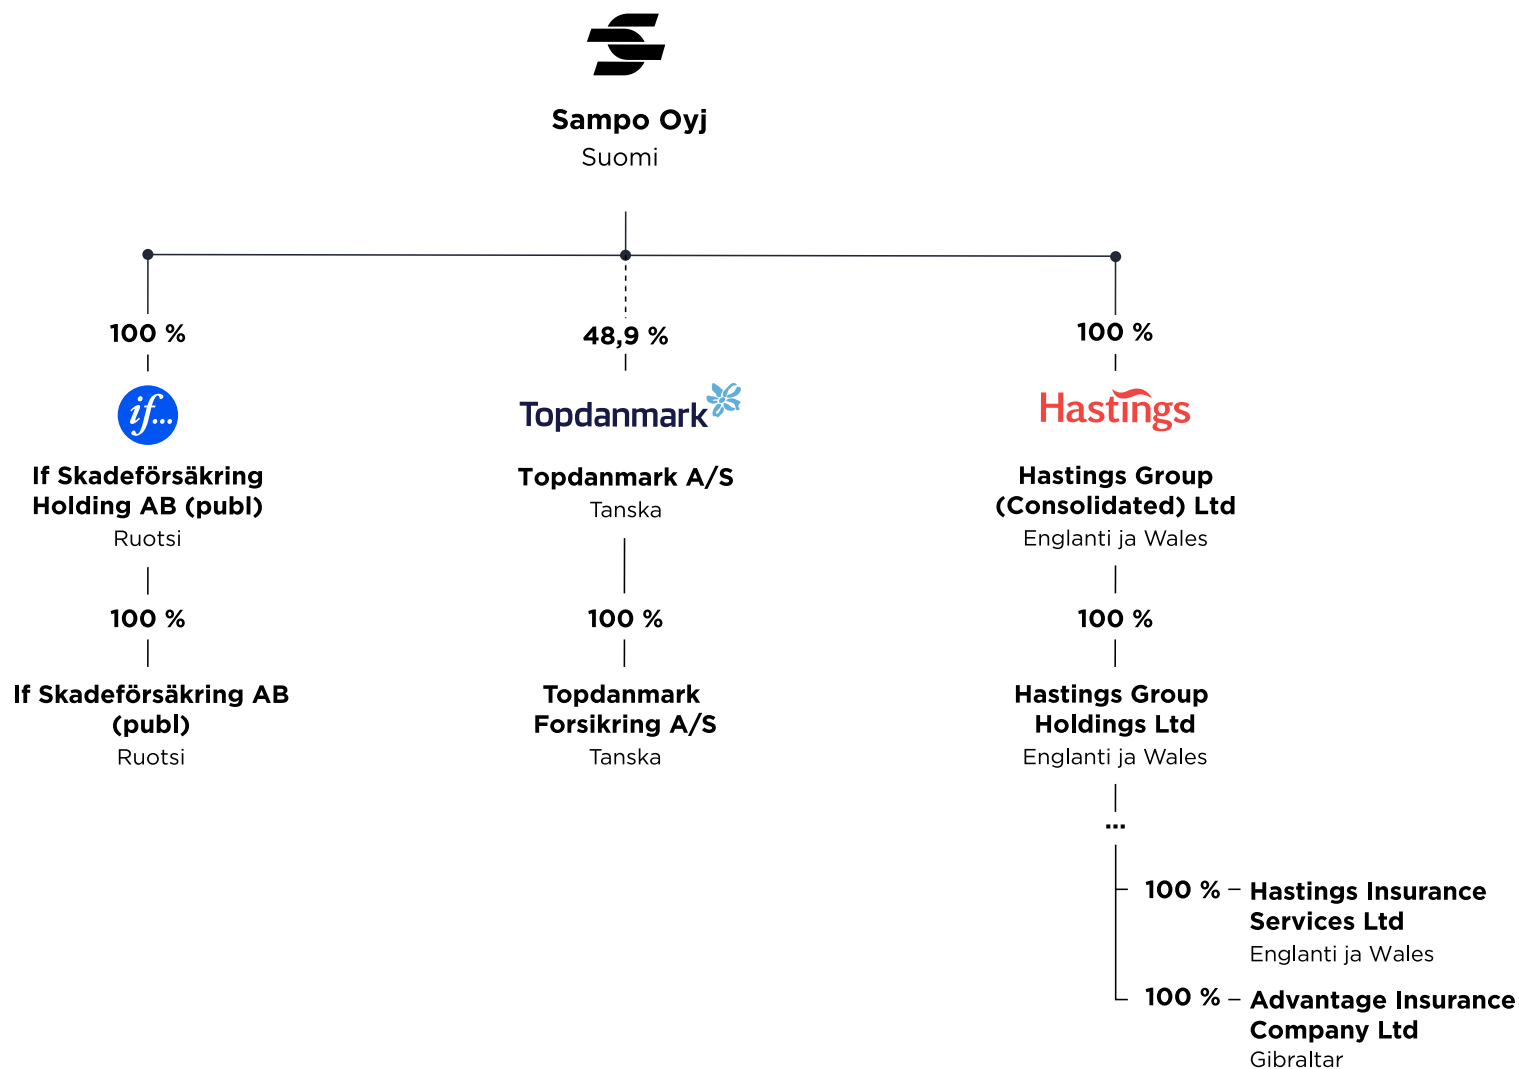 Sampo Oyj
Suomi
100 %
48,9 %
100 %
if...
Topdanmark
Hastings
If Skadeförsäkring
Holding AB (publ)
Ruotsi
Topdanmark A/S
Tanska
Hastings Group
(Consolidated) Ltd
Englanti ja Wales
100 %
100 %
100 %
If Skadeförsäkring AB
(publ)
Ruotsi
Topdanmark
Forsikring A/S
Tanska
Hastings Group
Holdings Ltd
Englanti ja Wales
...
100 %
Hastings Insurance
Services Ltd
Englanti ja Wales
100 %
Advantage Insurance
Company Ltd
Gibraltar